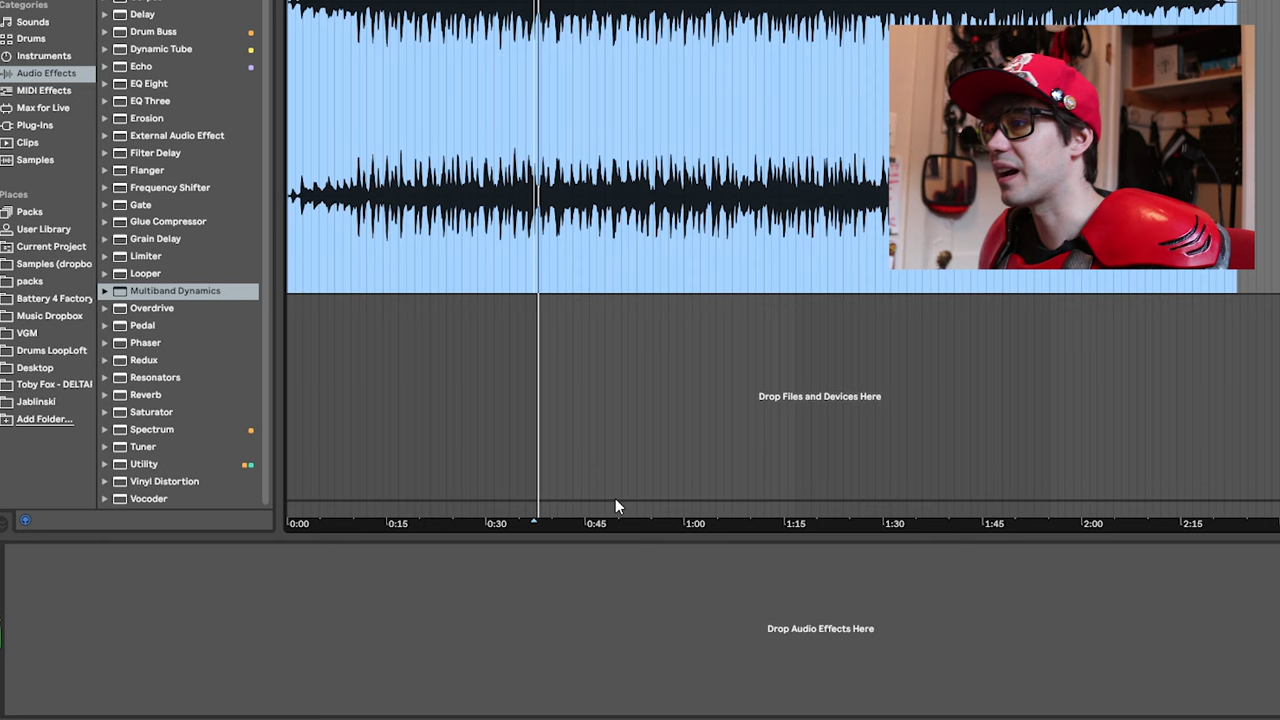 Categories
Sounds
Drums
Instruments
Audio Effects
MIDI Effects
Max for Live
Plug-Ins
Clips
Samples
Places
Packs
User Library
Current Project
Samples (dropbo
packs
Battery 4 Factory
Music Dropbox
VGM
Drums LoopLoft
Desktop
Toby Fox - DELTAR
Jablinski
Add Folder...
Delay
Drum Buss
Dynamic Tube
Echo
EQ Eight
EQ Three
Erosion
External Audio Effect
Filter Delay
Flanger
Frequency Shifter
Gate
Glue Compressor
Grain Delay
Limiter
Looper
Multiband Dynamics
Overdrive
Pedal
Phaser
Redux
Resonators
Reverb
Saturator
Spectrum
Tuner
Utility
Vinyl Distortion
Vocoder
Drop Files and Devices Here
0:00 0:15 0:30 0:45 1:00 1:15 1:30 1:45 2:00 2:15
Drop Audio Effects Here